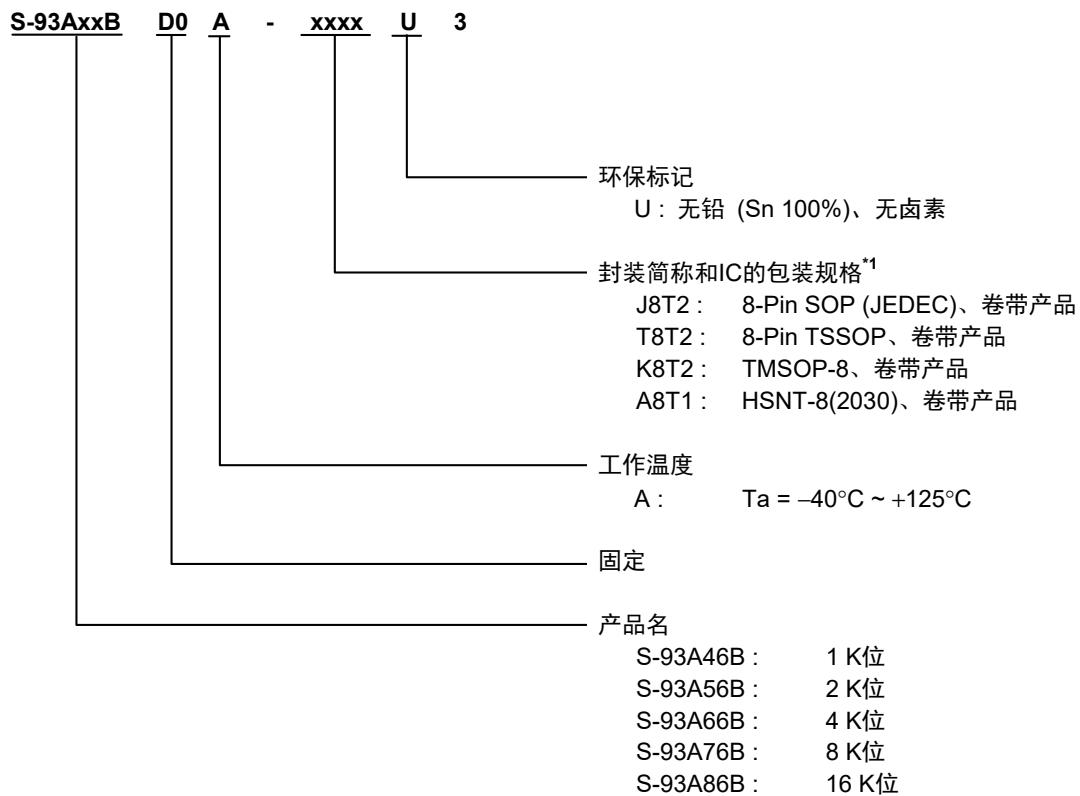 S-93AxxB D0 A - xxxx U 3
环保标记
U : 无铅 (Sn 100%)、无卤素
封装简称和IC的包装规格*1
J8T2 : 8-Pin SOP (JEDEC)、卷带产品
T8T2 : 8-Pin TSSOP、卷带产品
K8T2 : TMSOP-8、卷带产品
A8T1 : HSNT-8(2030)、卷带产品
工作温度
A : Ta = −40°C ~ +125°C
固定
产品名
S-93A46B : 1 K位
S-93A56B : 2 K位
S-93A66B : 4 K位
S-93A76B : 8 K位
S-93A86B : 16 K位